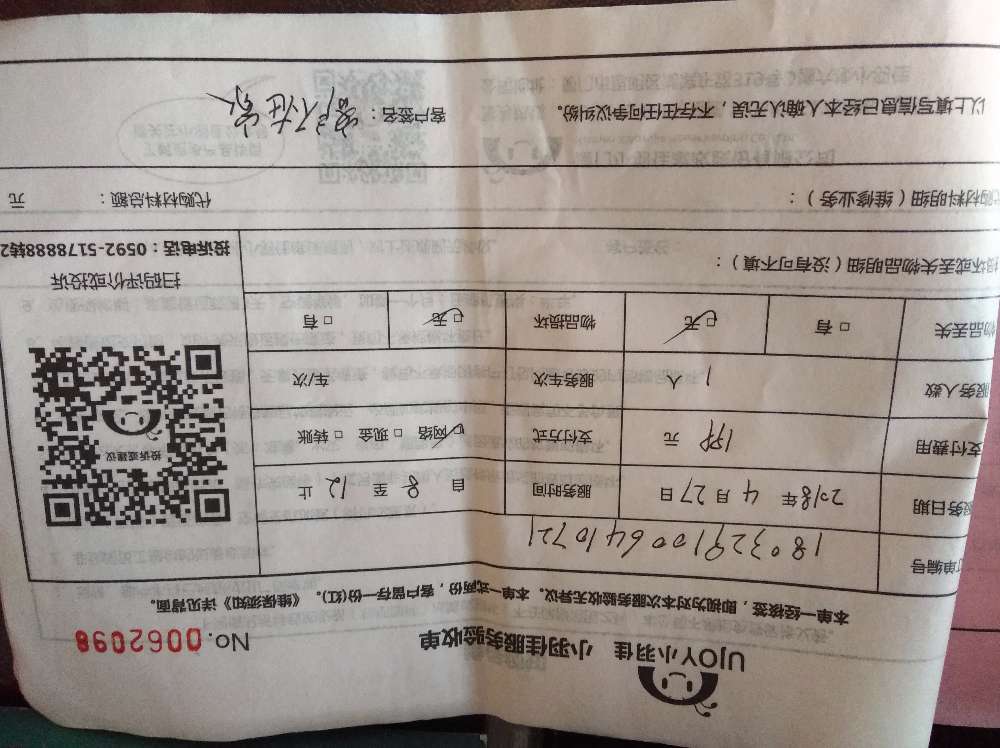 UJOY小羽佳 小羽佳服务验收单
No. 0062098
本单一经核签，即视为对本次服务验收无异议。本单一式两份，客户留存一份(红)。《维保须知》详见背面。
订单编号 1803291006410721
服务日期 2018年 4月27日 服务时间 自 8 至 12 止
支付费用 元 支付方式 网络 □ 现金 □ 转账
服务人数 1 人 服务车次 车/次
物品丢失 □ 有 □ 无 物品损坏 □ 无 □ 有
损坏或丢失物品明细（没有可不填）：
代购材料明细（维修业务）： 代购材料总额： 元
以上填写信息已经本人确认无误，不存在任何争议纠纷。 客户签名： 客不在家
投诉或建议
扫码评价或投诉
投诉电话：0592-5178888转2